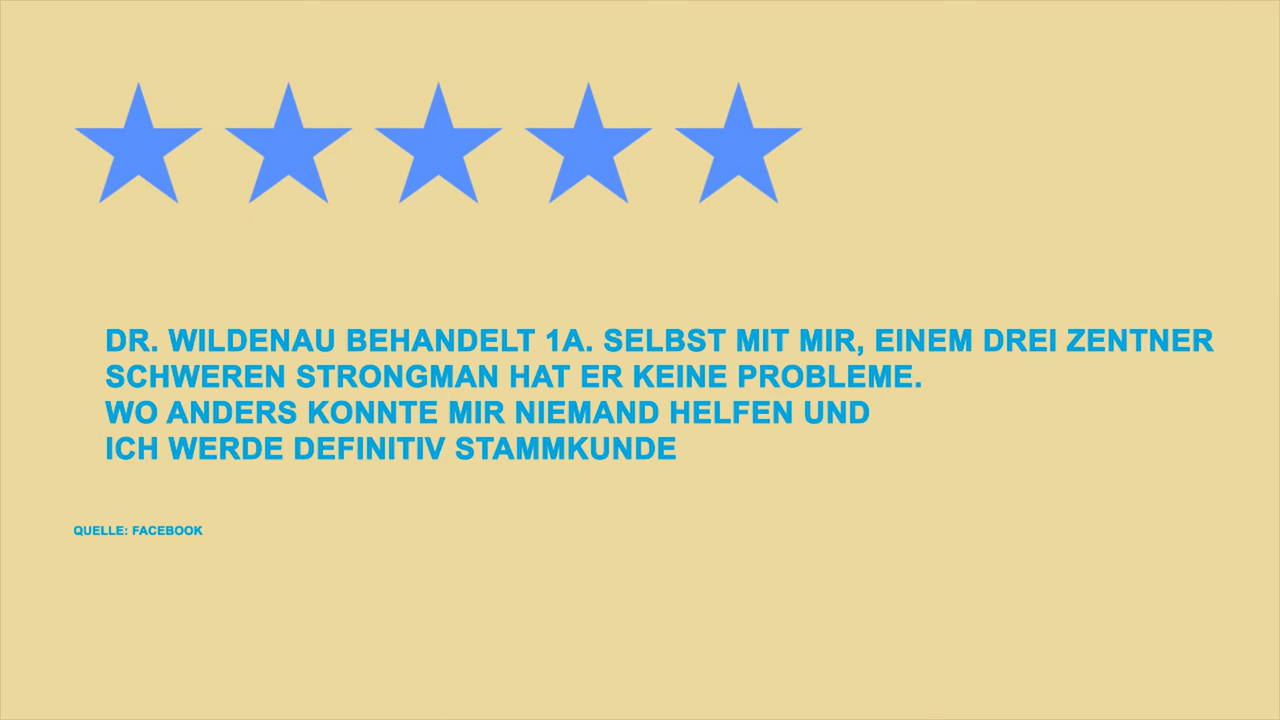 DR. WILDENAU BEHANDELT 1A. SELBST MIT MIR, EINEM DREI ZENTNER
SCHWEREN STRONGMAN HAT ER KEINE PROBLEME.
WO ANDERS KONNTE MIR NIEMAND HELFEN UND
ICH WERDE DEFINITIV STAMMKUNDE
QUELLE: FACEBOOK